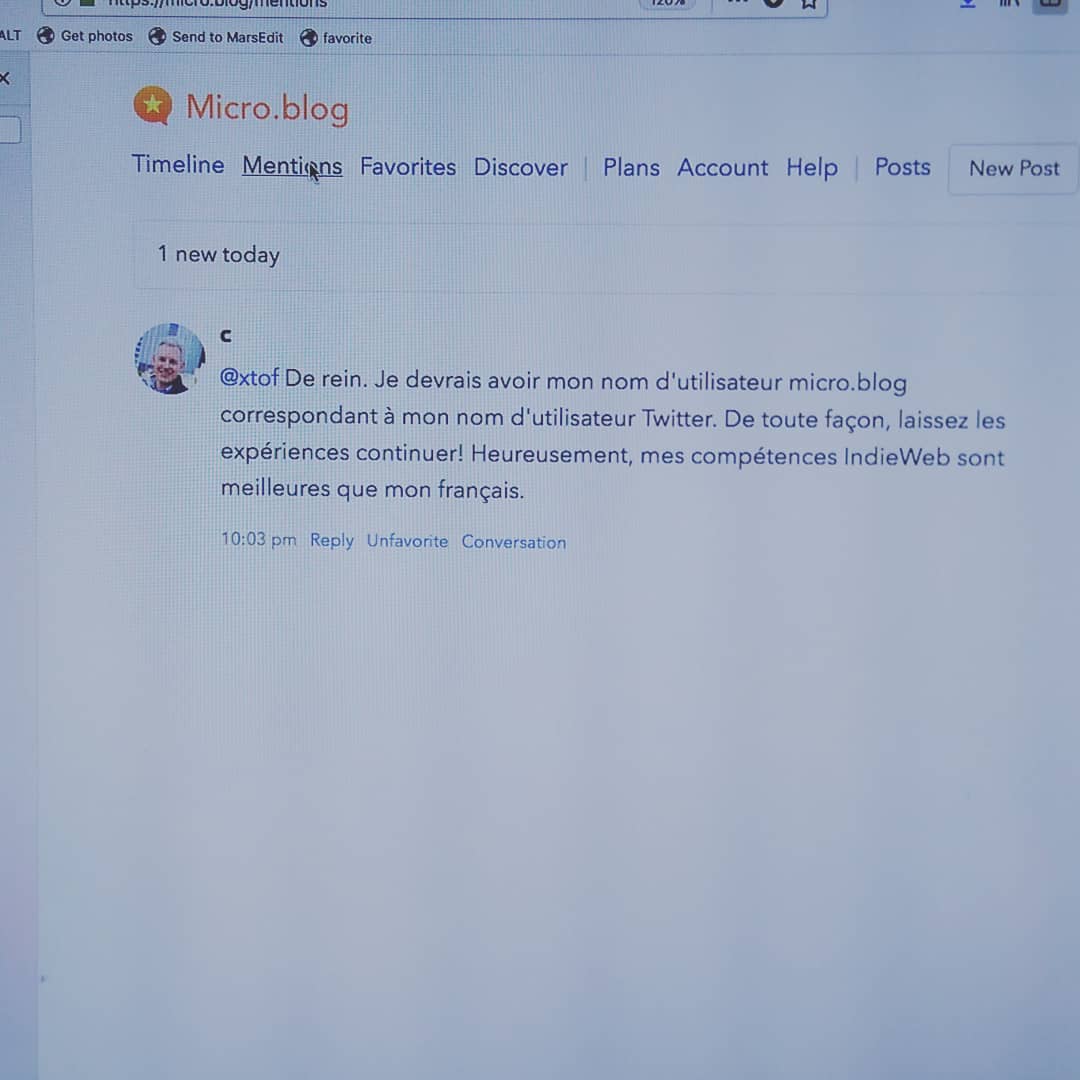 https://micro.blog/mentions
120%
ALT Get photos Send to MarsEdit favorite
Micro.blog
Timeline Mentions Favorites Discover | Plans Account Help | Posts New Post
1 new today
c
@xtof De rein. Je devrais avoir mon nom d'utilisateur micro.blog
correspondant à mon nom d'utilisateur Twitter. De toute façon, laissez les
expériences continuer! Heureusement, mes compétences IndieWeb sont
meilleures que mon français.
10:03 pm Reply Unfavorite Conversation